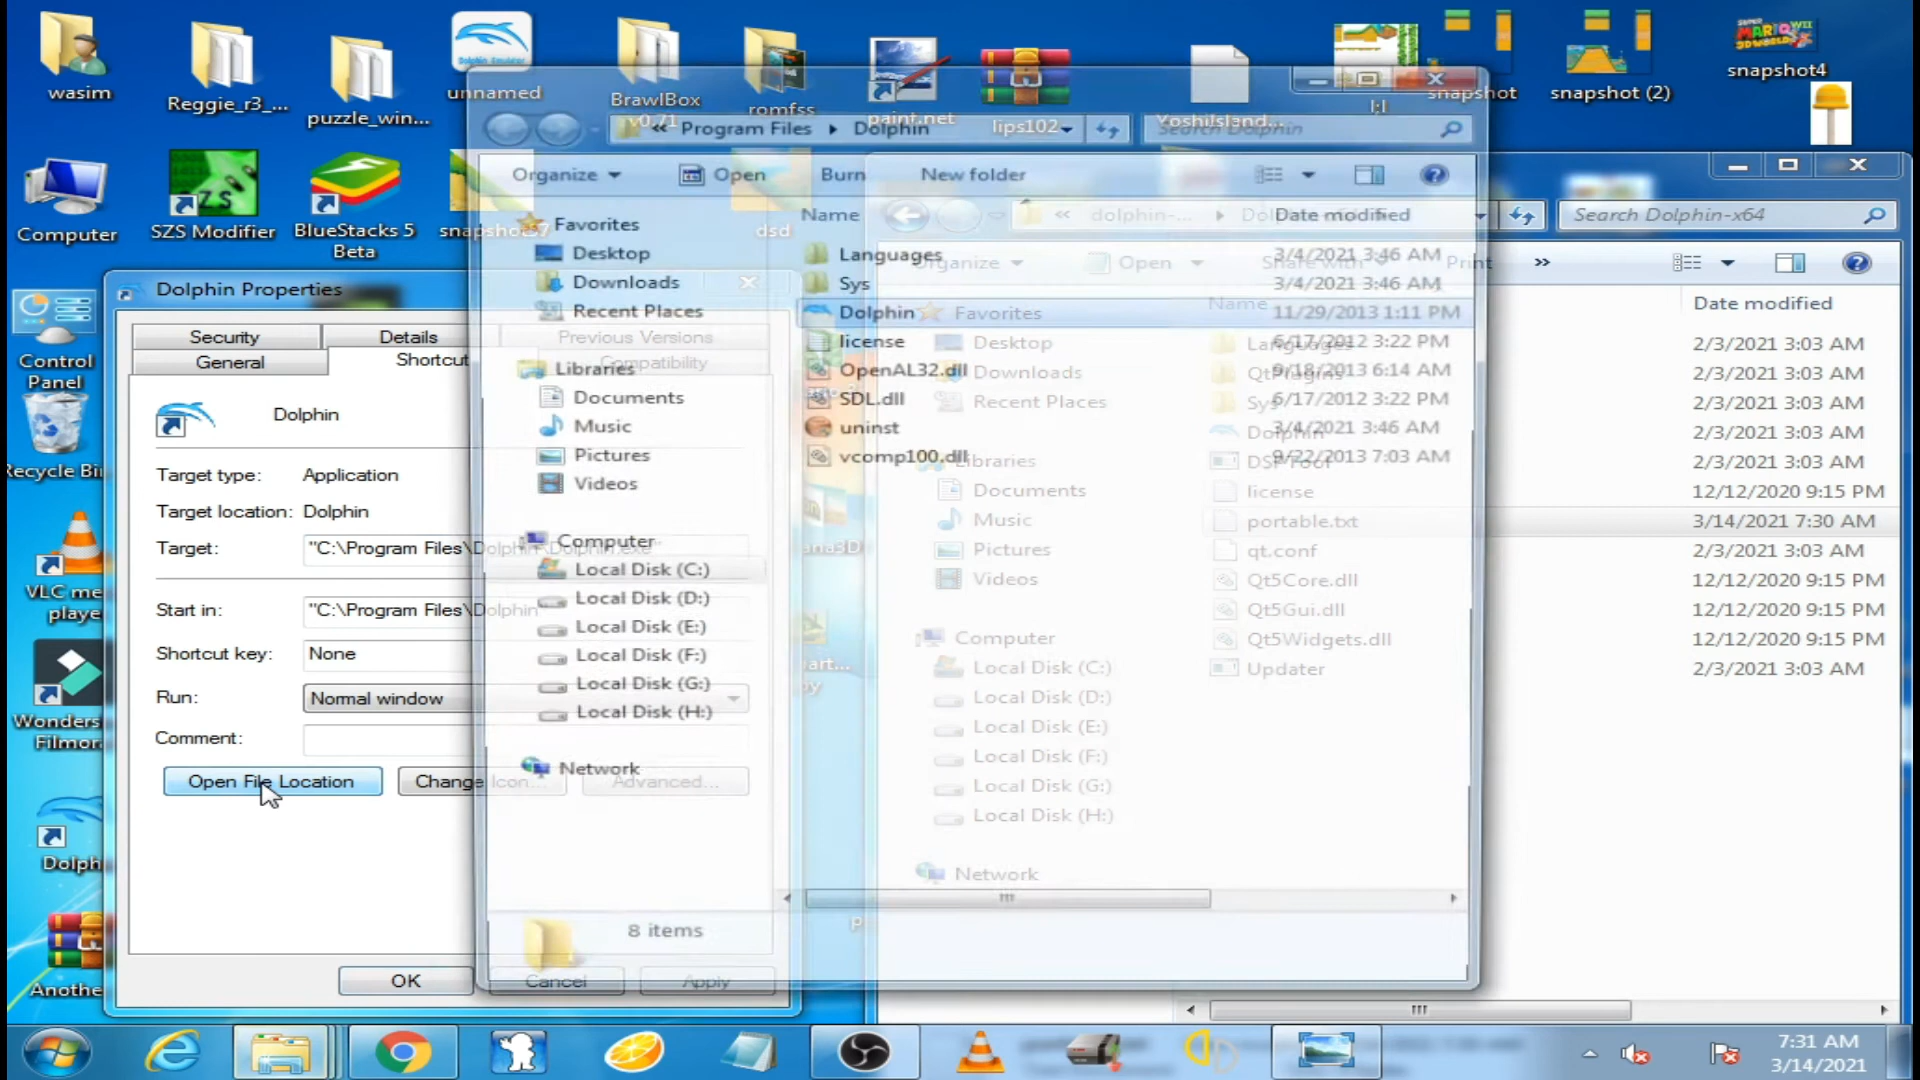 wasim
Reggie_r3_...
puzzle_win...
unnamed
BrawlBox
v0.71
romfss
paint.net
lips102
YoshiIsland...
snapshot
snapshot (2)
snapshot4
Program Files
Dolphin
Search Dolphin
Organize
Open
Burn
New folder
Computer
SZS Modifier
BlueStacks 5
Beta
dsd
Name
Date modified
dolphin-...
Search Dolphin-x64
Favorites
Desktop
Downloads
Recent Places
Libraries
Documents
Music
Pictures
Videos
Computer
Local Disk (C:)
Local Disk (D:)
Local Disk (E:)
Local Disk (F:)
Local Disk (G:)
Local Disk (H:)
Network
8 items
Languages 3/4/2021 3:46 AM
Sys 3/4/2021 3:46 AM
Dolphin 11/29/2013 1:11 PM
license 6/17/2012 3:22 PM
OpenAL32.dll 9/18/2013 6:14 AM
SDL.dll 6/17/2012 3:22 PM
uninst 3/4/2021 3:46 AM
vcomp100.dll 9/22/2013 7:03 AM
Organize
Open
Share with
Print
Name
Date modified
Favorites
Desktop
Downloads
Recent Places
Libraries
Documents
Music
Pictures
Videos
Computer
Local Disk (C:)
Local Disk (D:)
Local Disk (E:)
Local Disk (F:)
Local Disk (G:)
Local Disk (H:)
Network
Languages 2/3/2021 3:03 AM
QtPlugins 2/3/2021 3:03 AM
Sys 2/3/2021 3:03 AM
Dolphin 2/3/2021 3:03 AM
DSPTool 2/3/2021 3:03 AM
license 12/12/2020 9:15 PM
portable.txt 3/14/2021 7:30 AM
qt.conf 2/3/2021 3:03 AM
Qt5Core.dll 12/12/2020 9:15 PM
Qt5Gui.dll 12/12/2020 9:15 PM
Qt5Widgets.dll 12/12/2020 9:15 PM
Updater 2/3/2021 3:03 AM
Dolphin Properties
Security
Details
Previous Versions
General
Shortcut
Compatibility
Dolphin
Target type: Application
Target location: Dolphin
Target: "C:\Program Files\Dolphin\Dolphin.exe
Start in: "C:\Program Files\Dolphin
Shortcut key: None
Run: Normal window
Comment:
Open File Location
Change Icon...
Advanced...
OK
Cancel
Apply
Control
Panel
Recycle Bin
VLC me
playe
Wonders
Filmor
Dolph
Anothe
7:31 AM
3/14/2021